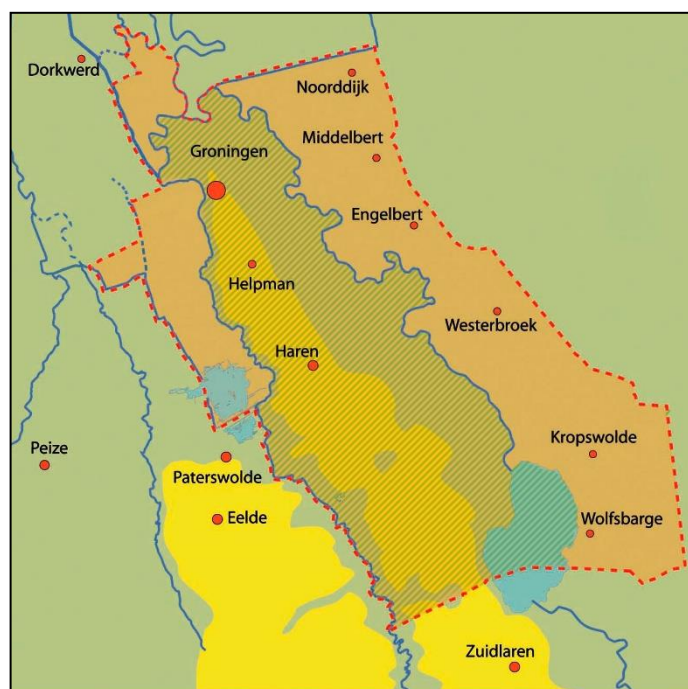 Dorkwerd
Noorddijk
Middelbert
Groningen
Engelbert
Helpman
Westerbroek
Haren
Kropswolde
Peize
Paterswolde
Eelde
Wolfsbarge
Zuidlaren